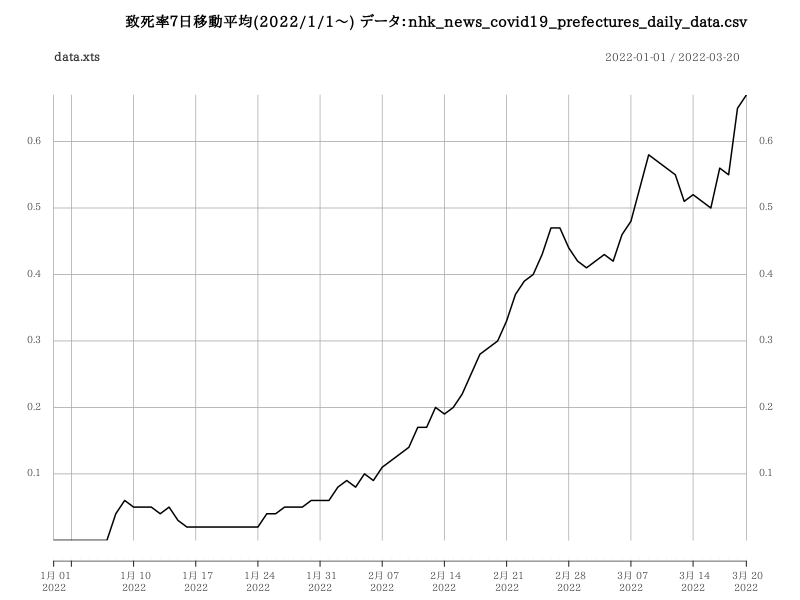 致死率7日移動平均(2022/1/1～) データ:nhk_news_covid19_prefectures_daily_data.csv
data.xts 2022-01-01 / 2022-03-20
0.6 0.6
0.5 0.5
0.4 0.4
0.3 0.3
0.2 0.2
0.1 0.1
1月 01 1月 10 1月 17 1月 24 1月 31 2月 07 2月 14 2月 21 2月 28 3月 07 3月 14 3月 20
2022 2022 2022 2022 2022 2022 2022 2022 2022 2022 2022 2022